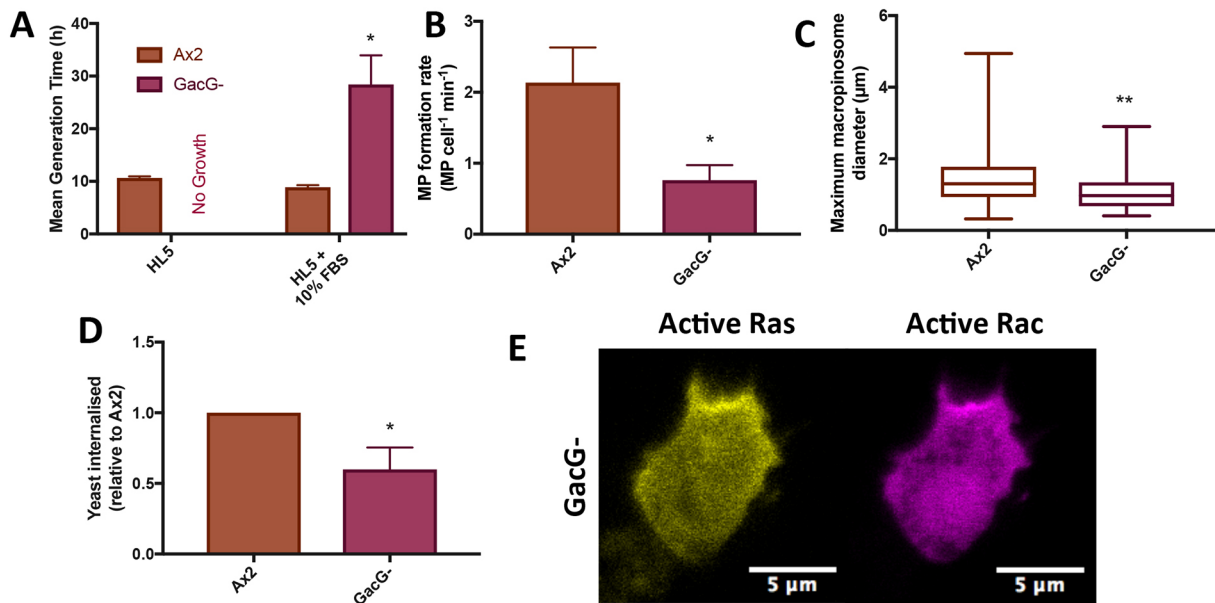 A
Mean Generation Time (h)
40
30
20
10
0
Ax2
GacG-
*
No Growth
HL5
HL5 +
10% FBS
B
MP formation rate
(MP cell⁻¹ min⁻¹)
3
2
1
0
*
Ax2
GacG-
C
Maximum macropinosome
diameter (µm)
6
4
2
0
**
Ax2
GacG-
D
Yeast internalised
(relative to Ax2)
1.5
1.0
0.5
0.0
*
Ax2
GacG-
E
Active Ras
Active Rac
GacG-
5 µm
5 µm